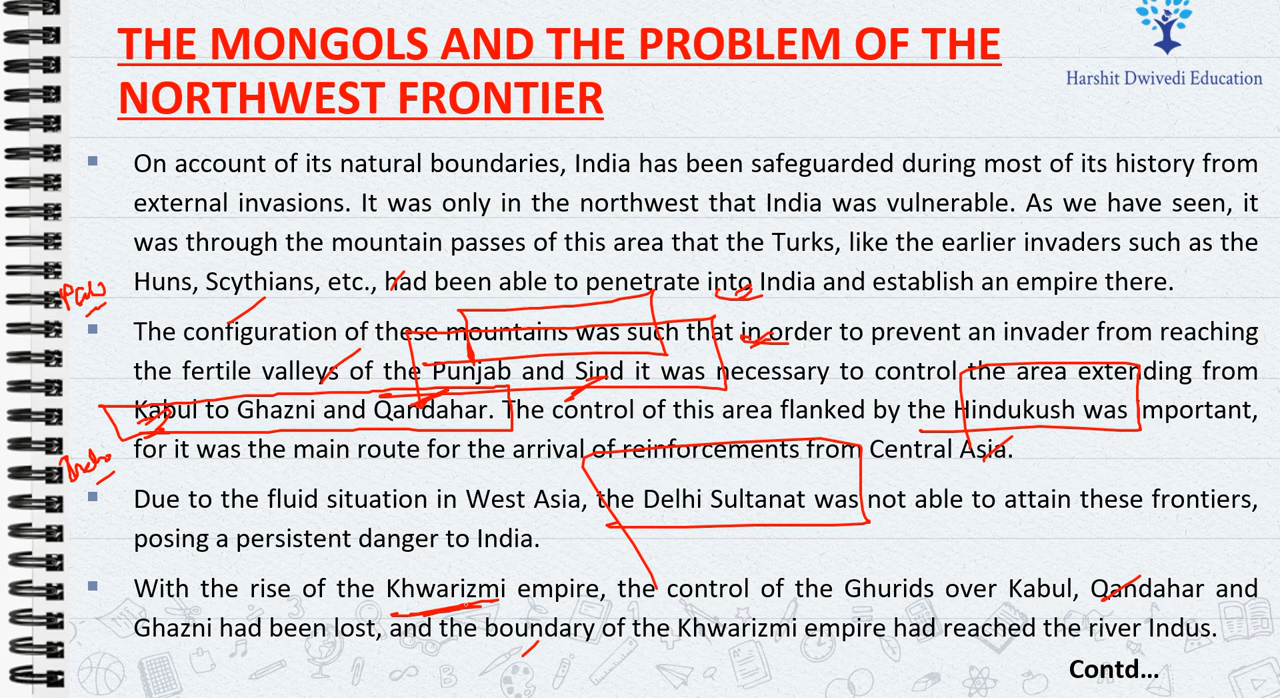 THE MONGOLS AND THE PROBLEM OF THE
NORTHWEST FRONTIER
Harshit Dwivedi Education
On account of its natural boundaries, India has been safeguarded during most of its history from
external invasions. It was only in the northwest that India was vulnerable. As we have seen, it
was through the mountain passes of this area that the Turks, like the earlier invaders such as the
Huns, Scythians, etc., had been able to penetrate into India and establish an empire there.
The configuration of these mountains was such that in order to prevent an invader from reaching
the fertile valleys of the Punjab and Sind it was necessary to control the area extending from
Kabul to Ghazni and Qandahar. The control of this area flanked by the Hindukush was important,
for it was the main route for the arrival of reinforcements from Central Asia.
Due to the fluid situation in West Asia, the Delhi Sultanat was not able to attain these frontiers,
posing a persistent danger to India.
With the rise of the Khwarizmi empire, the control of the Ghurids over Kabul, Qandahar and
Ghazni had been lost, and the boundary of the Khwarizmi empire had reached the river Indus.
Contd...